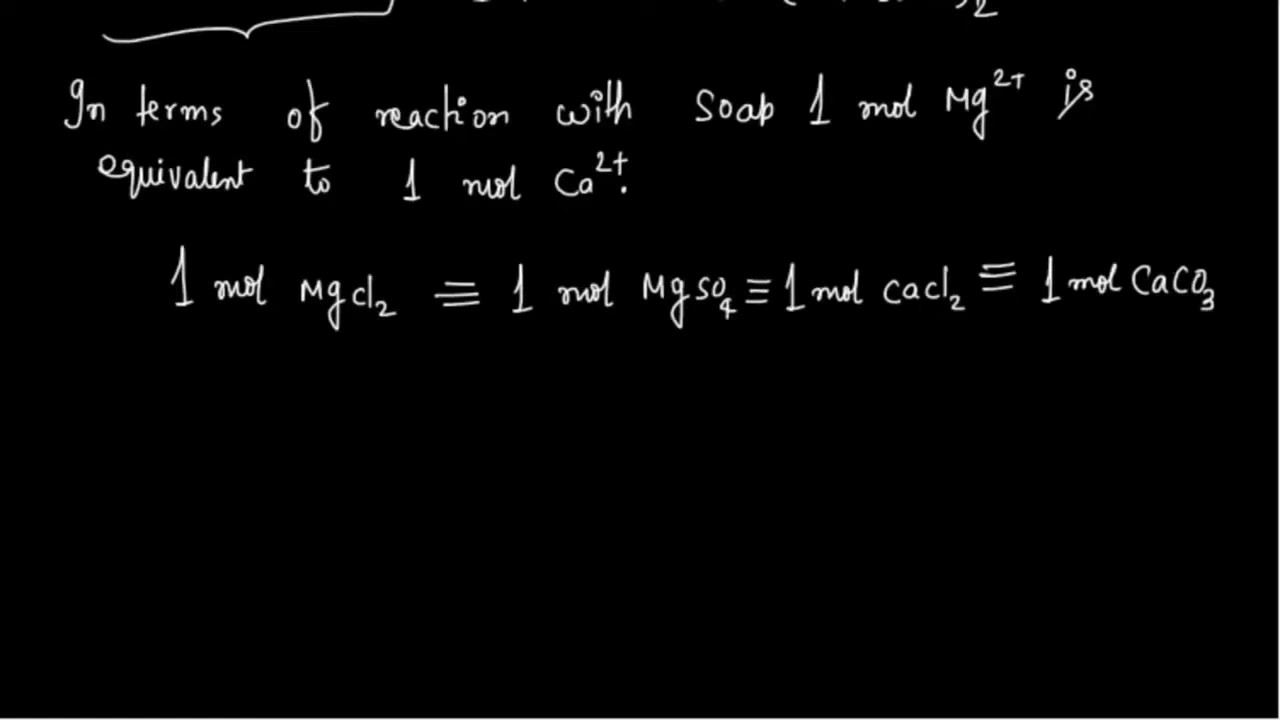 In terms of reaction with Soap 1 mol Mg²⁺ is
equivalent to 1 mol Ca²⁺.
1 mol MgCl₂ ≡ 1 mol MgSO₄ ≡ 1 mol CaCl₂ ≡ 1 mol CaCO₃